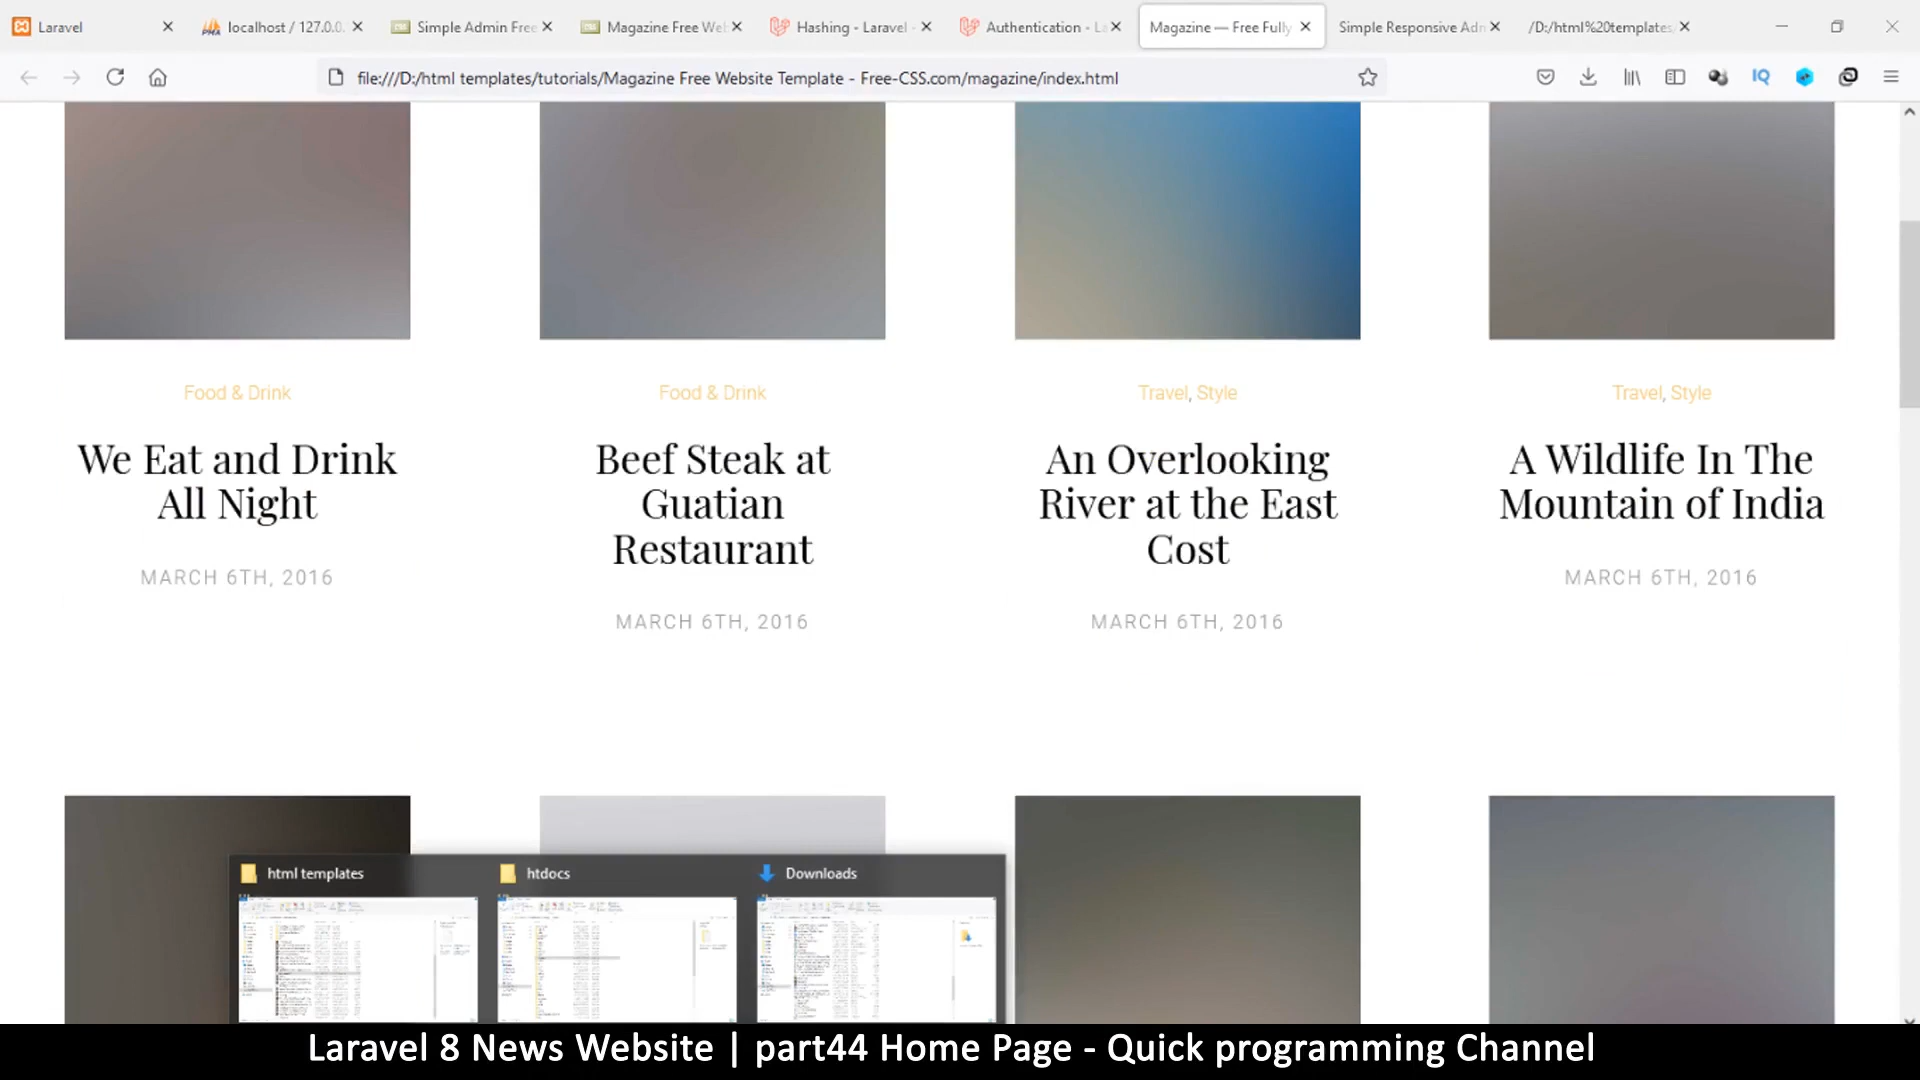 Laravel
localhost / 127.0.0.
Simple Admin Free
Magazine Free Wel
Hashing - Laravel -
Authentication - La
Magazine — Free Fully
Simple Responsive Adm
/D:/html%20templates
file:///D:/html templates/tutorials/Magazine Free Website Template - Free-CSS.com/magazine/index.html
IQ
Food & Drink
We Eat and Drink
All Night
MARCH 6TH, 2016
Food & Drink
Beef Steak at
Guatian
Restaurant
MARCH 6TH, 2016
Travel, Style
An Overlooking
River at the East
Cost
MARCH 6TH, 2016
Travel, Style
A Wildlife In The
Mountain of India
MARCH 6TH, 2016
html templates
htdocs
Downloads
Laravel 8 News Website | part44 Home Page - Quick programming Channel